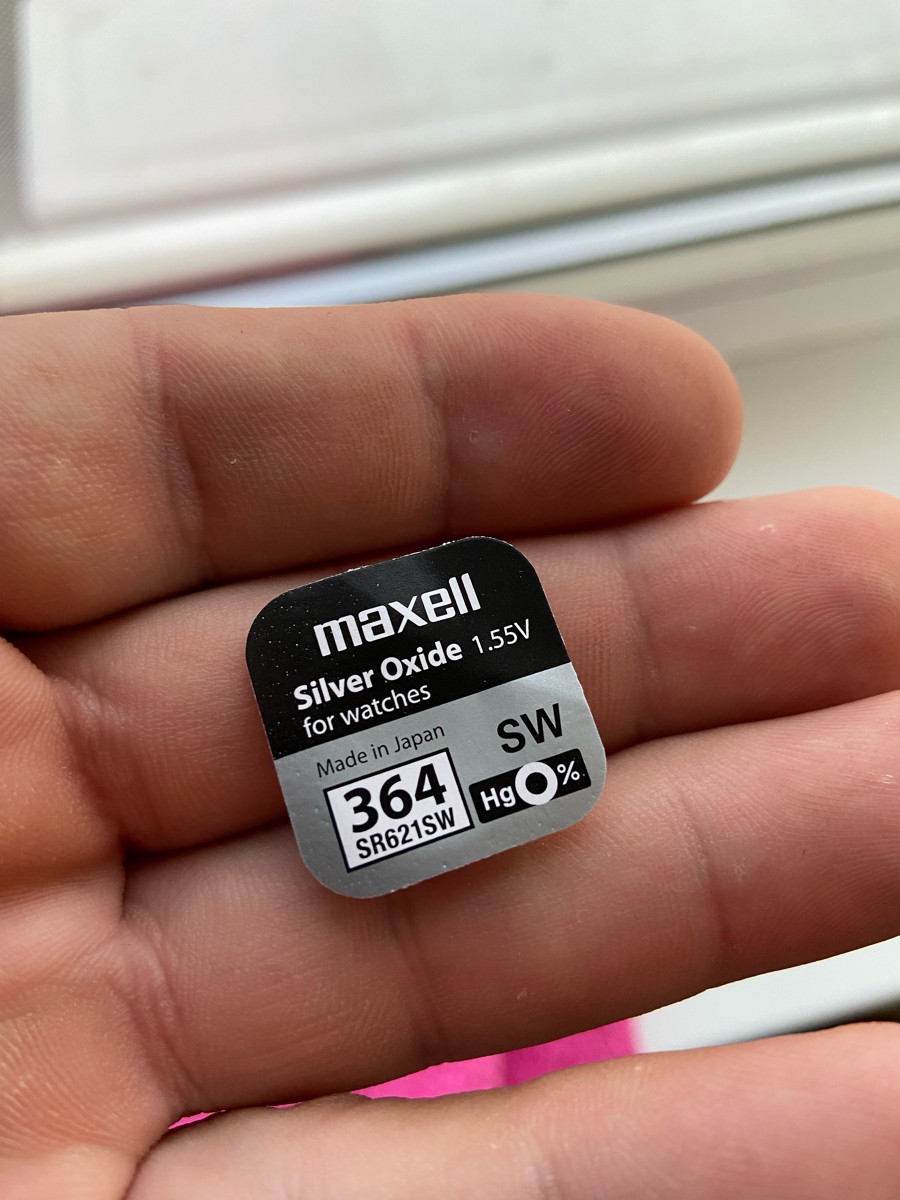 maxell
Silver Oxide 1.55V
for watches
Made in Japan
SW
364
SR621SW
Hg0%